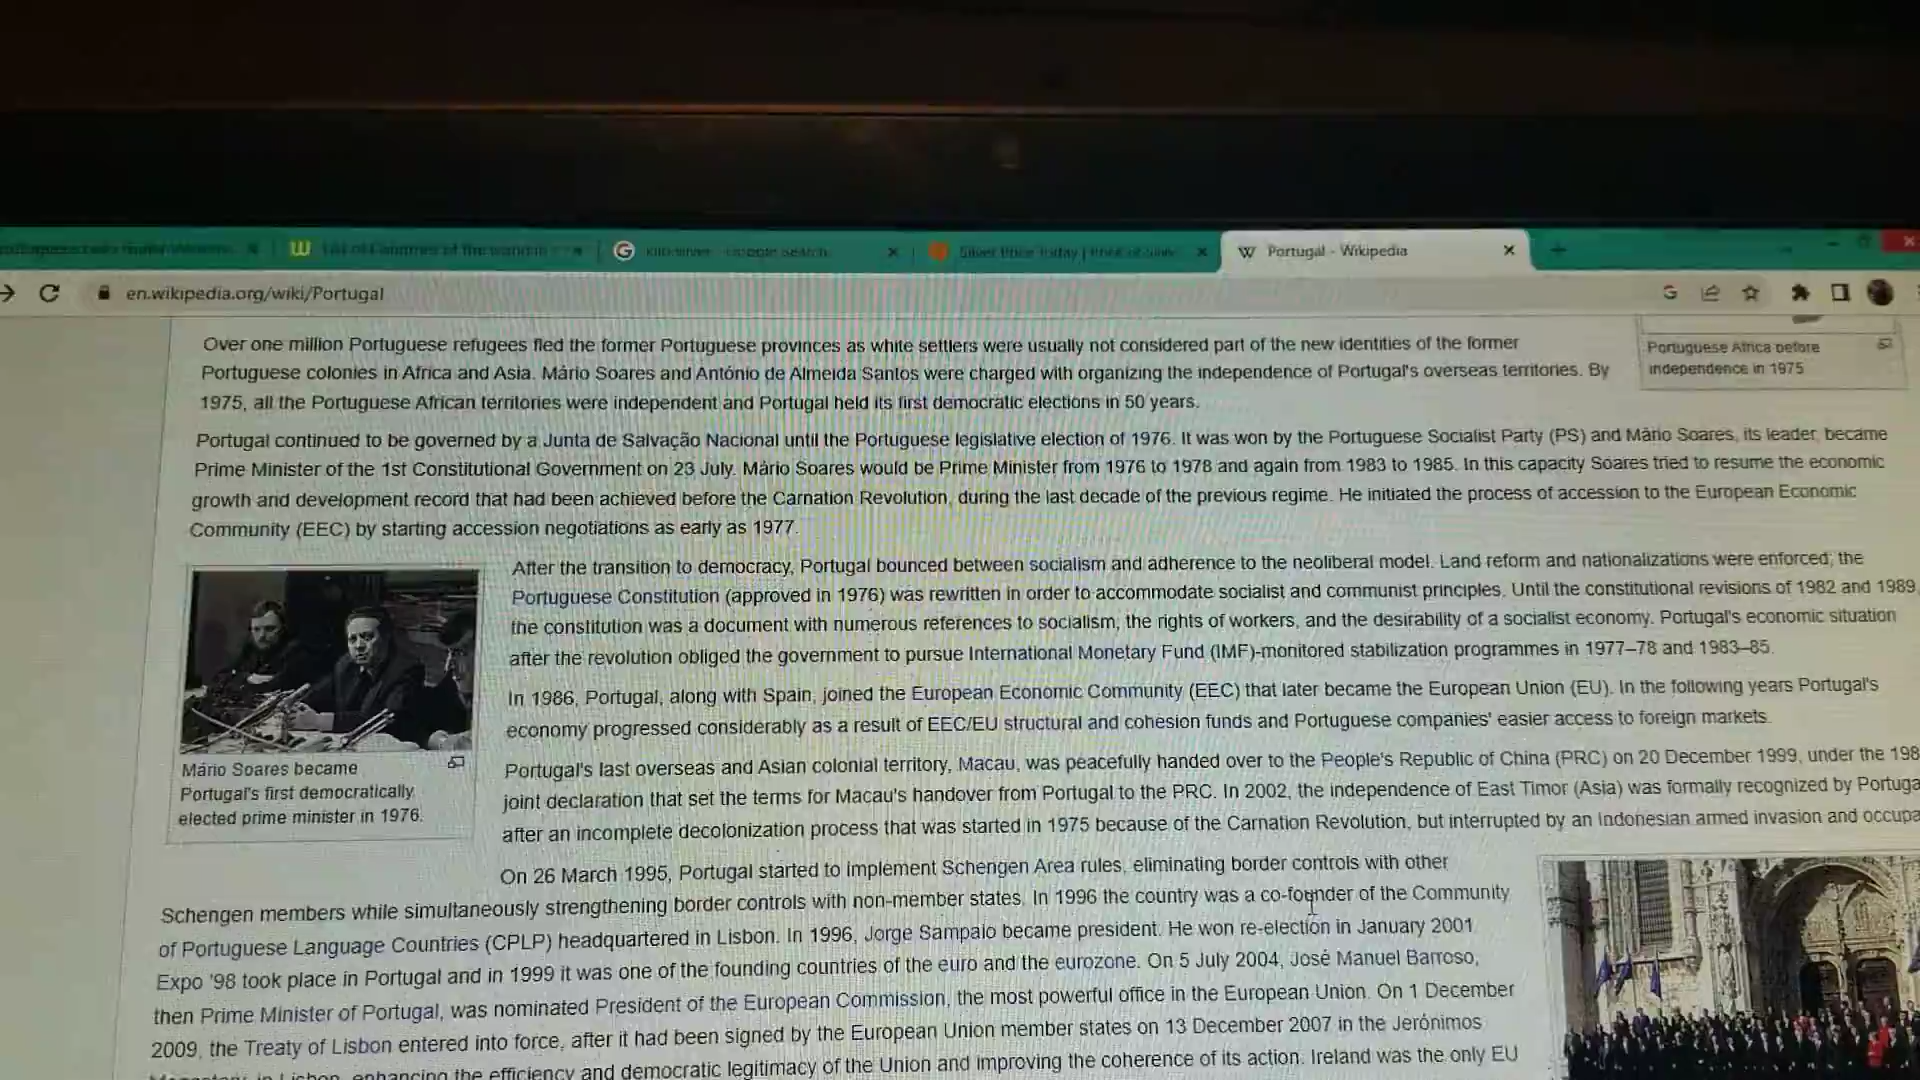 List of Countries of the world in
Silver Price Today | Price of Silver
Portugal - Wikipedia
en.wikipedia.org/wiki/Portugal
Over one million Portuguese refugees fled the former Portuguese provinces as white settlers were usually not considered part of the new identities of the former
Portuguese colonies in Africa and Asia. Mário Soares and António de Almeida Santos were charged with organizing the independence of Portugal's overseas territories. By
1975, all the Portuguese African territories were independent and Portugal held its first democratic elections in 50 years.
Portuguese Africa before
independence in 1975
Portugal continued to be governed by a Junta de Salvação Nacional until the Portuguese legislative election of 1976. It was won by the Portuguese Socialist Party (PS) and Mário Soares, its leader, became
Prime Minister of the 1st Constitutional Government on 23 July. Mário Soares would be Prime Minister from 1976 to 1978 and again from 1983 to 1985. In this capacity Soares tried to resume the economic
growth and development record that had been achieved before the Carnation Revolution, during the last decade of the previous regime. He initiated the process of accession to the European Economic
Community (EEC) by starting accession negotiations as early as 1977.
After the transition to democracy, Portugal bounced between socialism and adherence to the neoliberal model. Land reform and nationalizations were enforced; the
Portuguese Constitution (approved in 1976) was rewritten in order to accommodate socialist and communist principles. Until the constitutional revisions of 1982 and 1989,
the constitution was a document with numerous references to socialism, the rights of workers, and the desirability of a socialist economy. Portugal's economic situation
after the revolution obliged the government to pursue International Monetary Fund (IMF)-monitored stabilization programmes in 1977–78 and 1983–85.
In 1986, Portugal, along with Spain, joined the European Economic Community (EEC) that later became the European Union (EU). In the following years Portugal's
economy progressed considerably as a result of EEC/EU structural and cohesion funds and Portuguese companies' easier access to foreign markets.
Mário Soares became
Portugal's first democratically
elected prime minister in 1976.
Portugal's last overseas and Asian colonial territory, Macau, was peacefully handed over to the People's Republic of China (PRC) on 20 December 1999, under the 198
joint declaration that set the terms for Macau's handover from Portugal to the PRC. In 2002, the independence of East Timor (Asia) was formally recognized by Portuga
after an incomplete decolonization process that was started in 1975 because of the Carnation Revolution, but interrupted by an Indonesian armed invasion and occupa
On 26 March 1995, Portugal started to implement Schengen Area rules, eliminating border controls with other
Schengen members while simultaneously strengthening border controls with non-member states. In 1996 the country was a co-founder of the Community
of Portuguese Language Countries (CPLP) headquartered in Lisbon. In 1996, Jorge Sampaio became president. He won re-election in January 2001.
Expo '98 took place in Portugal and in 1999 it was one of the founding countries of the euro and the eurozone. On 5 July 2004, José Manuel Barroso,
then Prime Minister of Portugal, was nominated President of the European Commission, the most powerful office in the European Union. On 1 December
2009, the Treaty of Lisbon entered into force, after it had been signed by the European Union member states on 13 December 2007 in the Jerónimos
Monastery, in Lisbon, enhancing the efficiency and democratic legitimacy of the Union and improving the coherence of its action. Ireland was the only EU